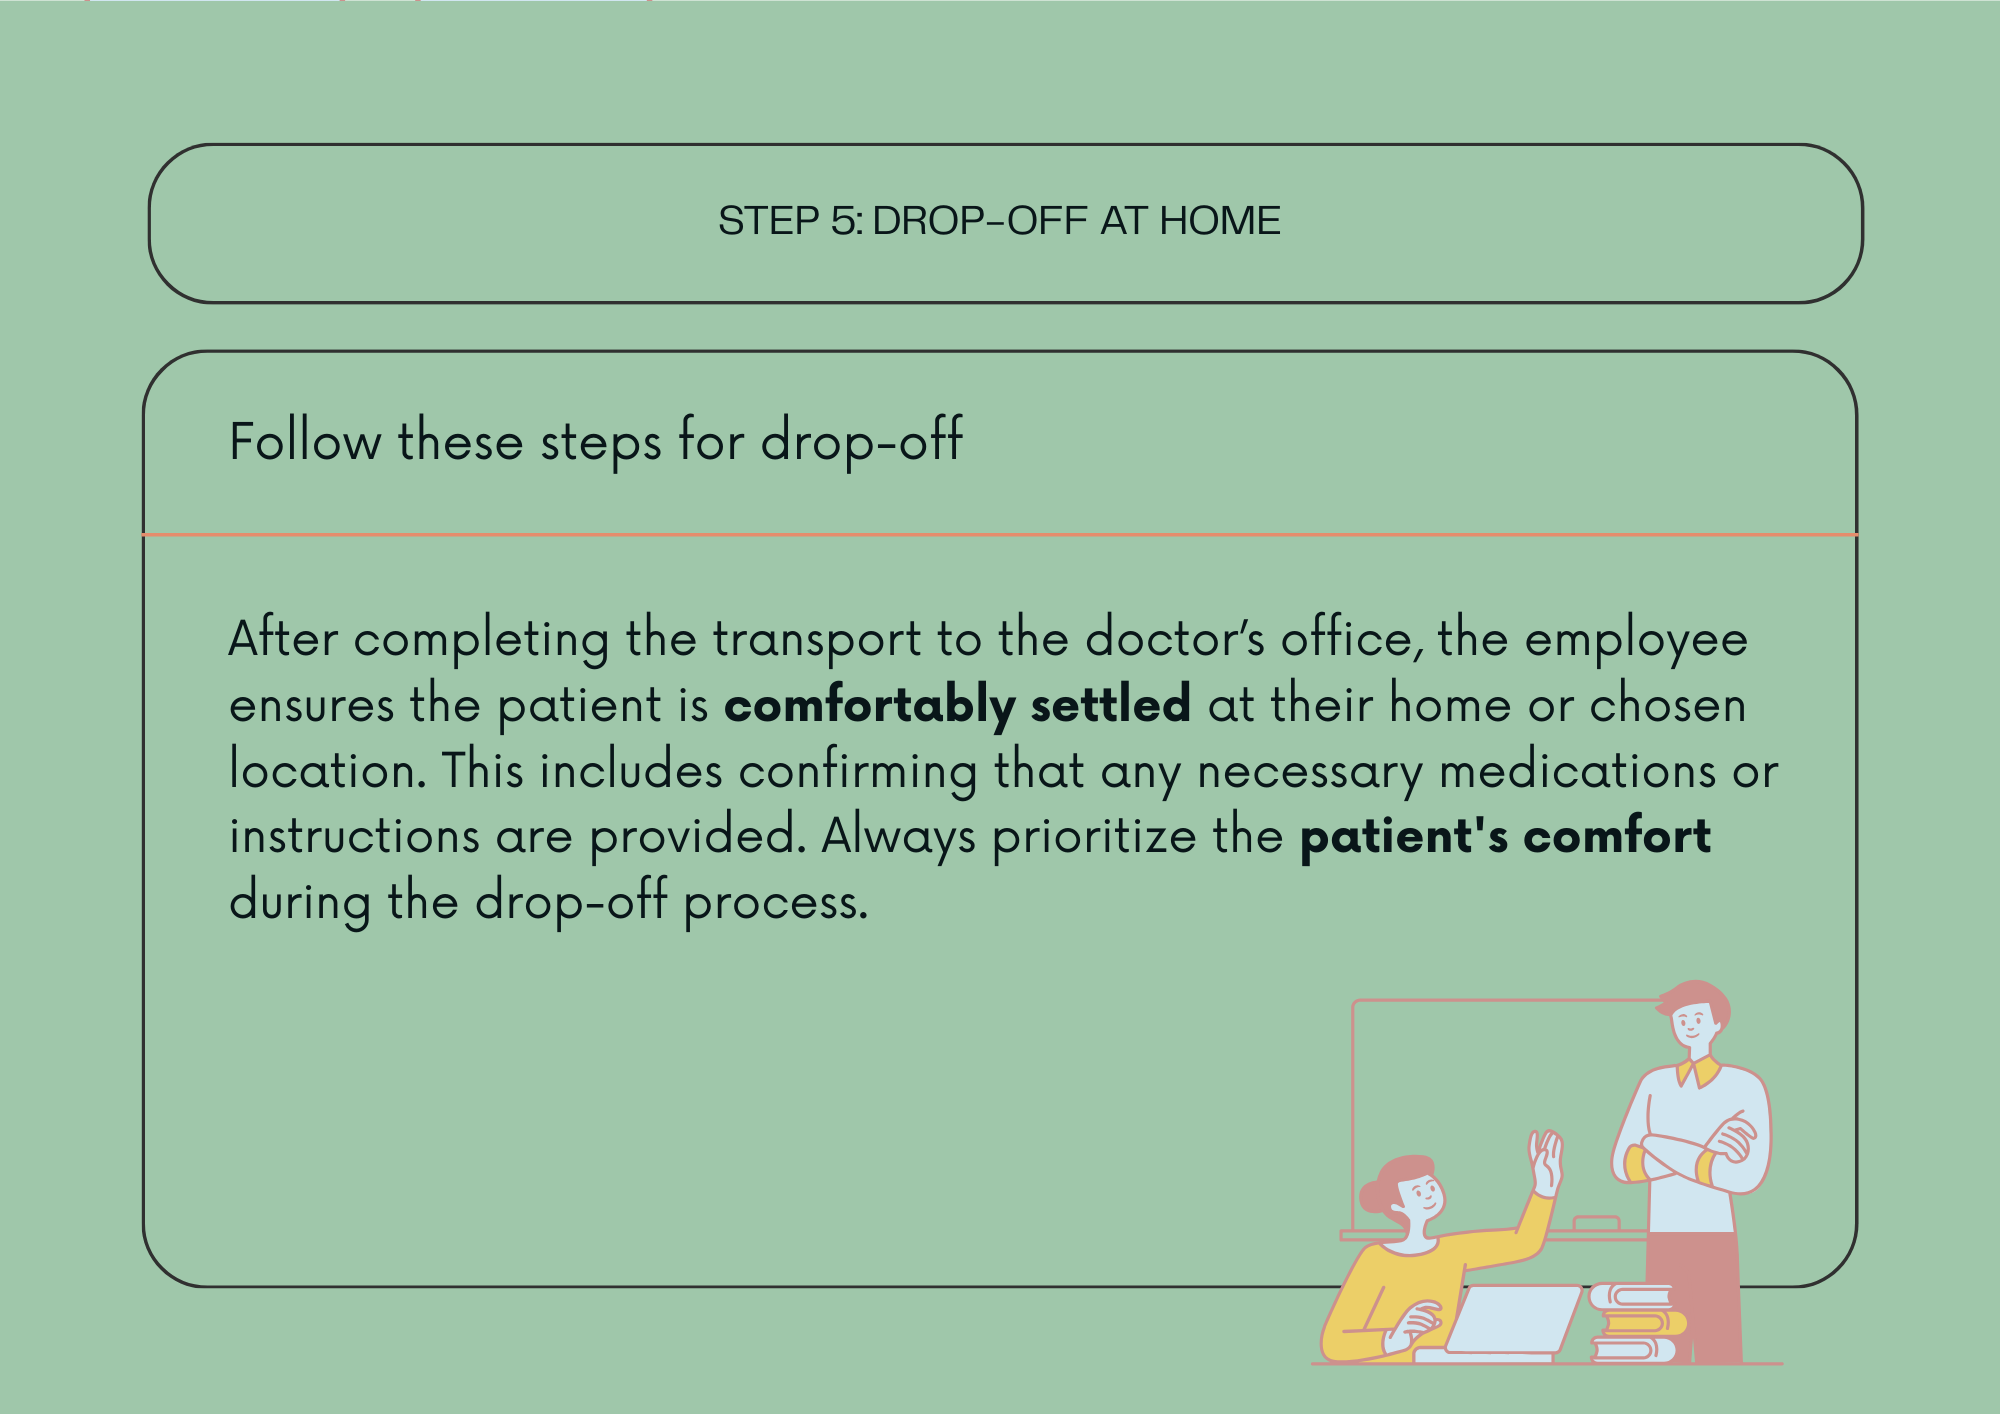 STEP 5: DROP-OFF AT HOME
Follow these steps for drop-off
After completing the transport to the doctor’s office, the employee
ensures the patient is comfortably settled at their home or chosen
location. This includes confirming that any necessary medications or
instructions are provided. Always prioritize the patient's comfort
during the drop-off process.